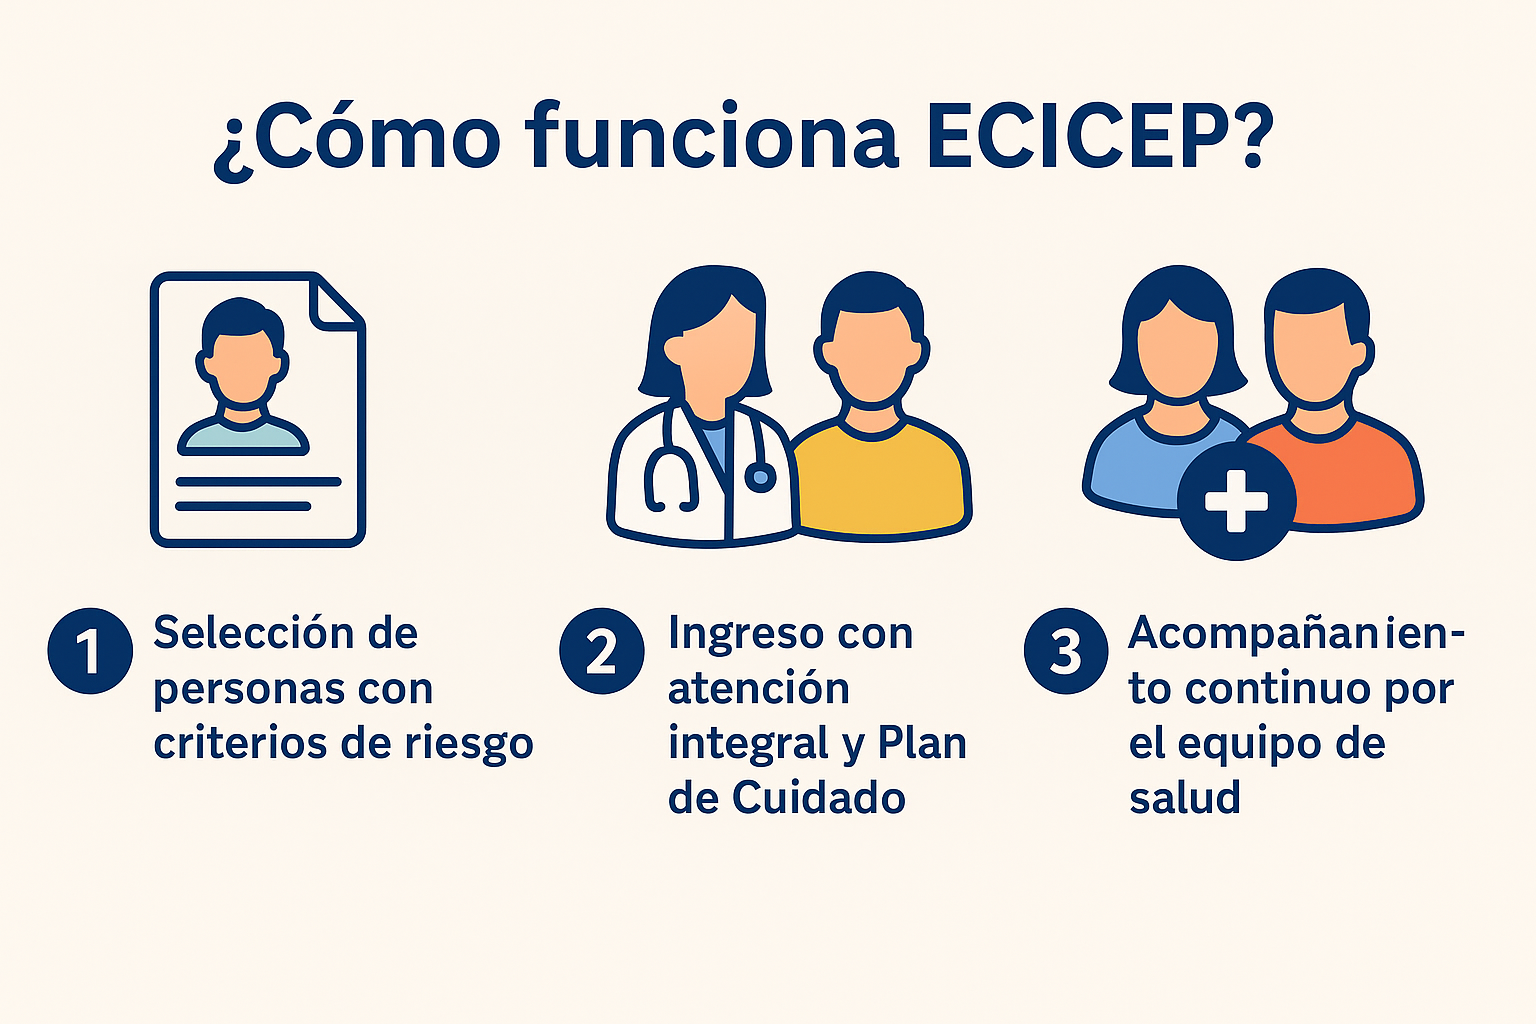 ¿Cómo funciona ECICEP?
1
Selección de
personas con
criterios de riesgo
2
Ingreso con
atención
integral y Plan
de Cuidado
3
Acompañanien-
to continuo por
el equipo de
salud